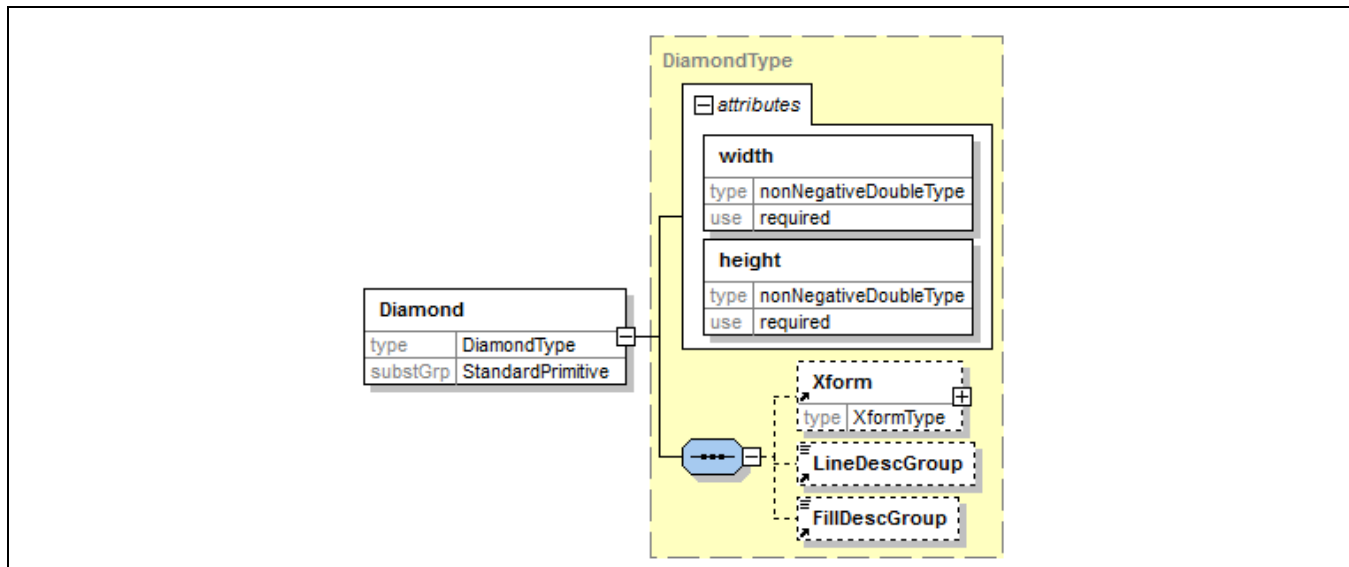 DiamondType
attributes
width
type nonNegativeDoubleType
use required
height
type nonNegativeDoubleType
use required
Diamond
type DiamondType
substGrp StandardPrimitive
Xform
type XformType
LineDescGroup
FillDescGroup